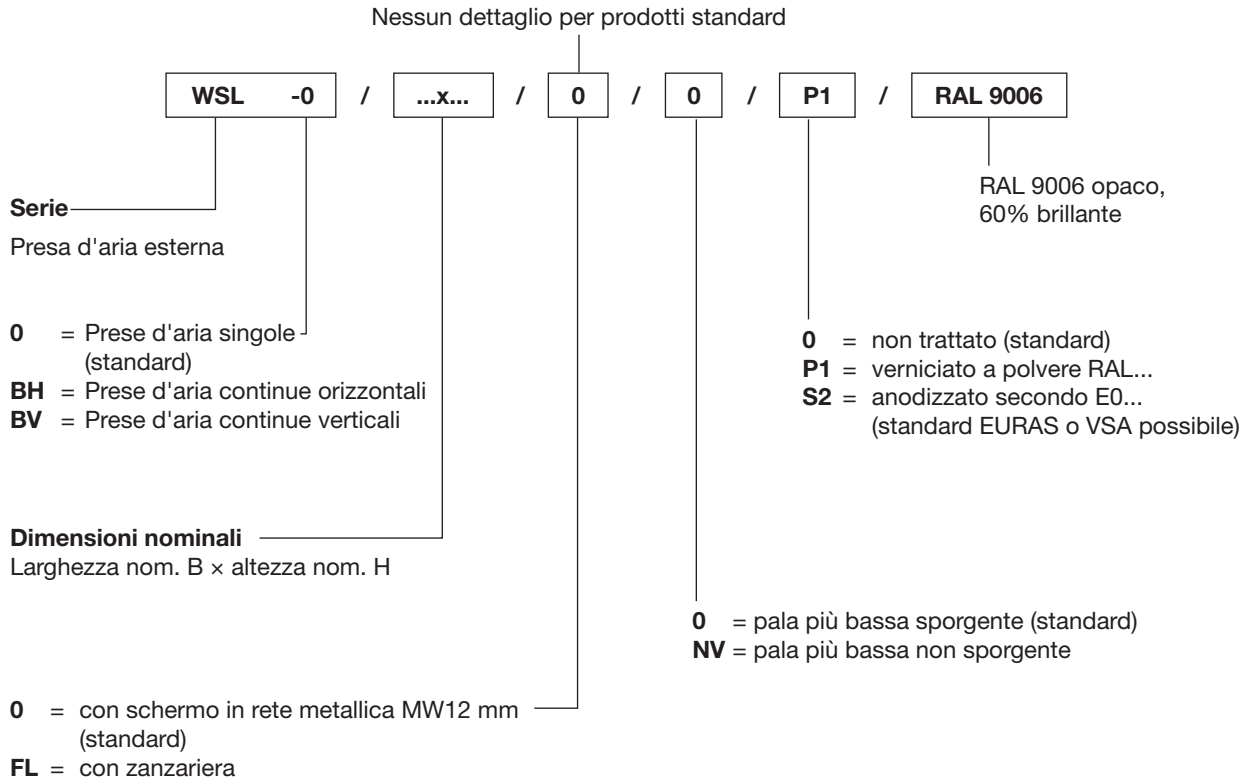 Nessun dettaglio per prodotti standard
WSL -0 / ...x... / 0 / 0 / P1 / RAL 9006
RAL 9006 opaco,
60% brillante
Serie
Presa d'aria esterna
0 = Prese d'aria singole
(standard)
BH = Prese d'aria continue orizzontali
BV = Prese d'aria continue verticali
0 = non trattato (standard)
P1 = verniciato a polvere RAL...
S2 = anodizzato secondo E0...
(standard EURAS o VSA possibile)
Dimensioni nominali
Larghezza nom. B × altezza nom. H
0 = pala più bassa sporgente (standard)
NV = pala più bassa non sporgente
0 = con schermo in rete metallica MW12 mm
(standard)
FL = con zanzariera